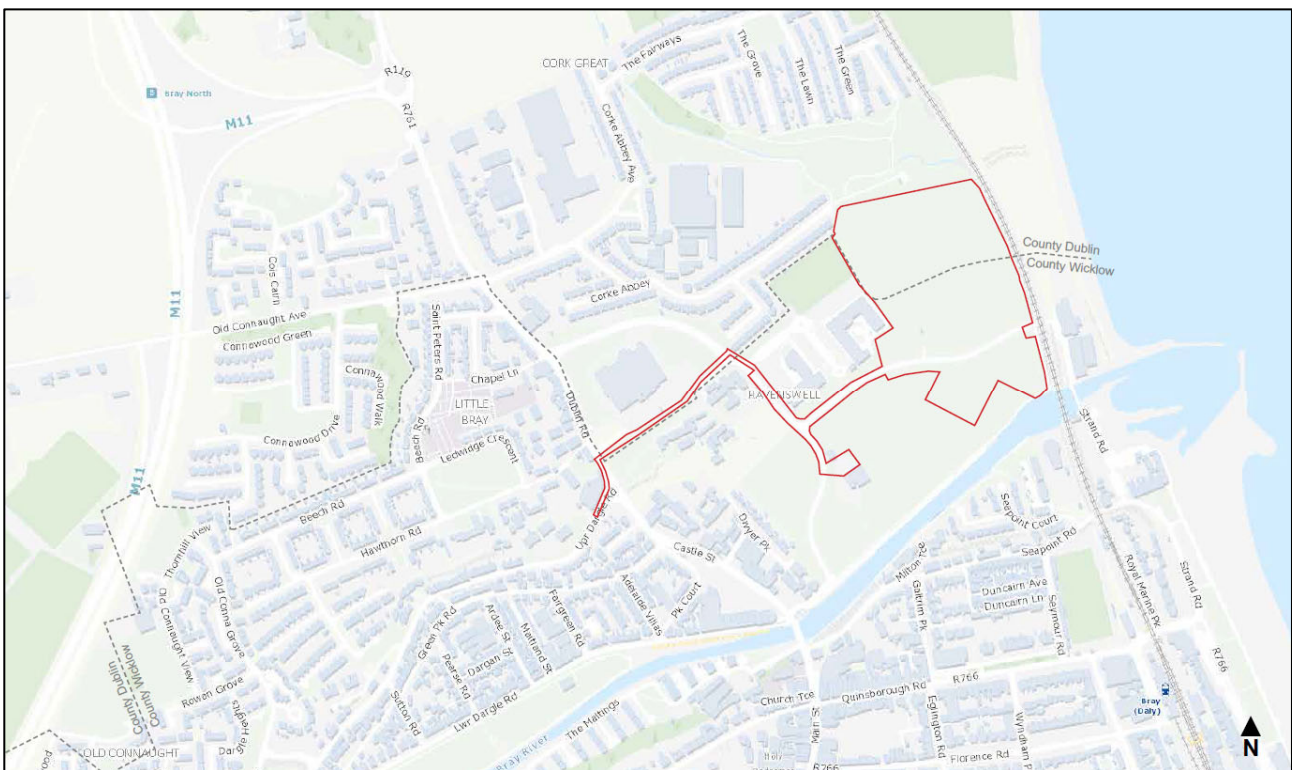 CORK GREAT
The Fairways
The Grove
The Lawn
The Green
R119
R761
Bray North
M11
Corke Abbey Ave
M11
Cois Cairn
Corke Abbey
County Dublin
County Wicklow
Old Connaught Ave
Connawood Green
Saint Peters Rd
Connawood Walk
Chapel Ln
LITTLE
BRAY
Dublin Rd
RAVENSWELL
Connawood Drive
Beech Rd
Ledwidge Crescent
M11
Strand Rd
Beech Rd
Upr Dargle Rd
Thornhill View
Hawthorn Rd
Dwyer Pk
Castle St
Seapoint Court
Seapoint Rd
Old Connaught View
Old Conna Grove
Milton Tce
Galtrim Pk
Duncairn Ave
Duncairn Ln
Royal Marine Pk
Strand Rd
Seymour Rd
Adelaide Villas
Pk Court
Green Pk Rd
Ardee St
Fairgreen Rd
Maitland St
Dargan St
Pearse Rd
County Dublin
County Wicklow
Rowan Grove
Sutton Rd
Lwr Dargle Rd
R766
R766
Church Tce
Quinsborough Rd
Bray
(Daly)
The Maltings
Main St
Eglington Rd
Wyndham
OLD CONNAUGHT
Heights
Bray River
Florence Rd
R766
N